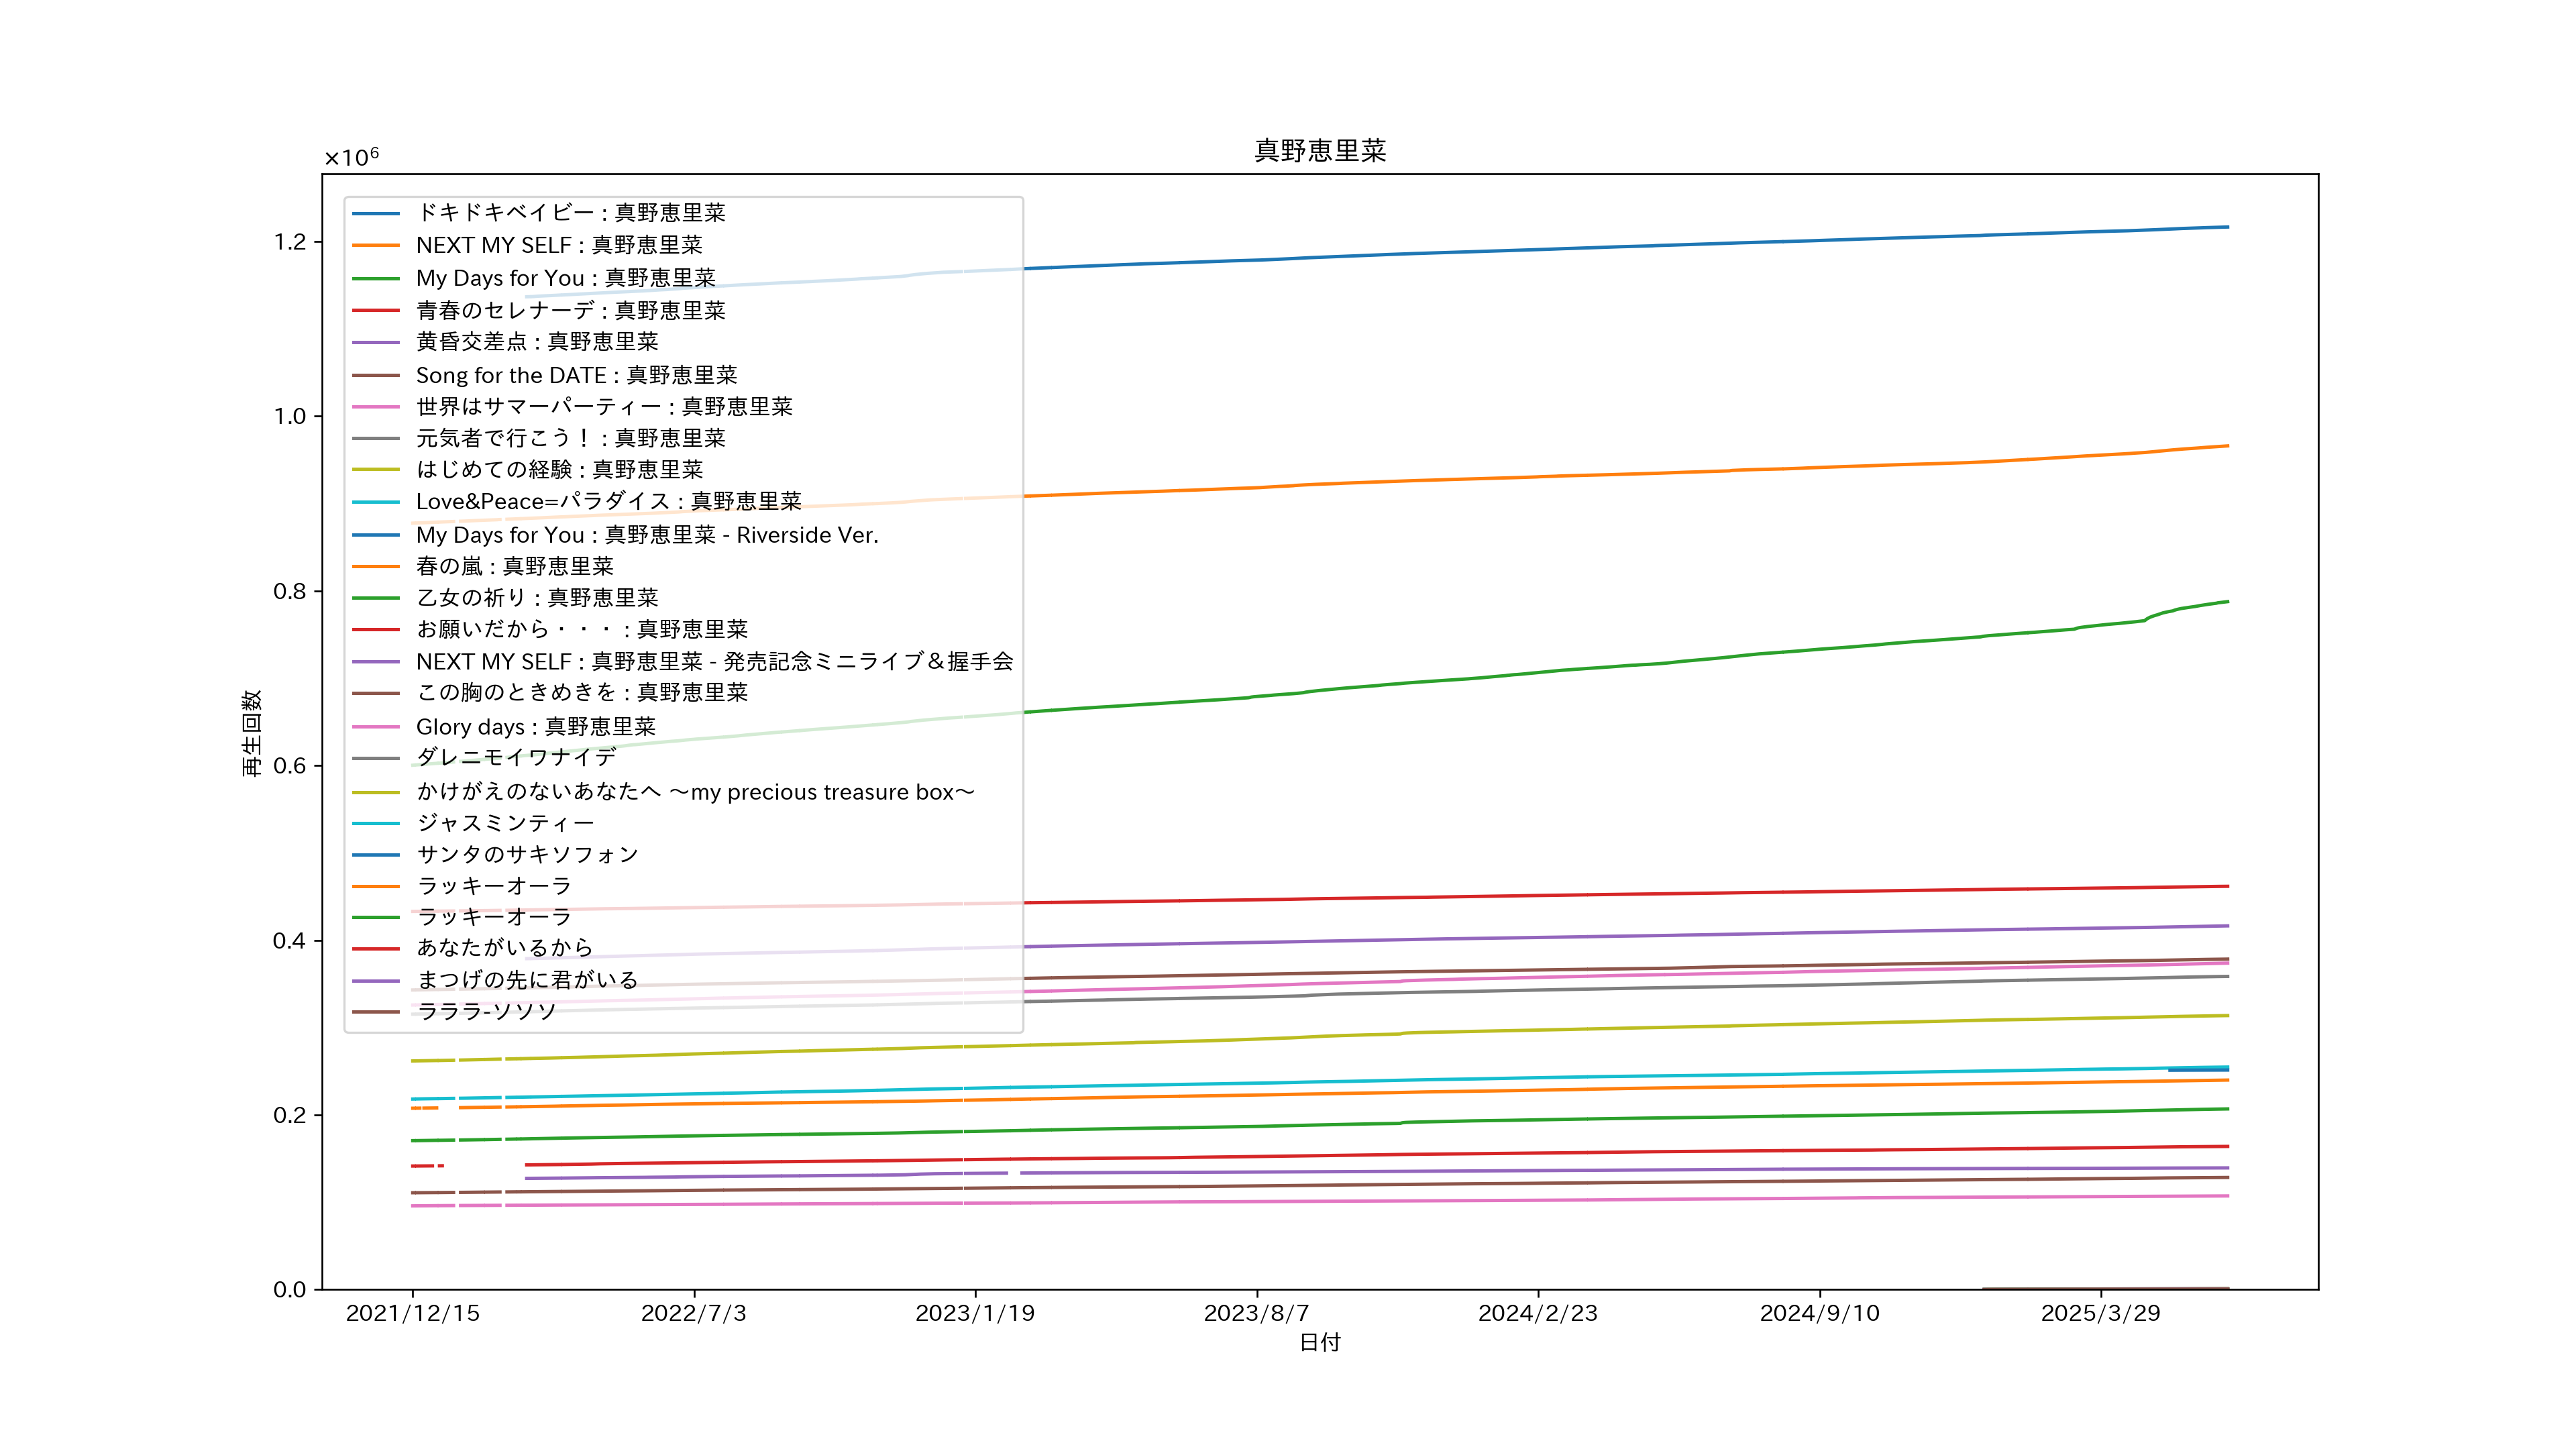 真野恵里菜
×10⁶
1.2
1.0
0.8
0.6
0.4
0.2
0.0
再生回数
ドキドキベイビー : 真野恵里菜
NEXT MY SELF : 真野恵里菜
My Days for You : 真野恵里菜
青春のセレナーデ : 真野恵里菜
黄昏交差点 : 真野恵里菜
Song for the DATE : 真野恵里菜
世界はサマーパーティー : 真野恵里菜
元気者で行こう！ : 真野恵里菜
はじめての経験 : 真野恵里菜
Love&Peace=パラダイス : 真野恵里菜
My Days for You : 真野恵里菜 - Riverside Ver.
春の嵐 : 真野恵里菜
乙女の祈り : 真野恵里菜
お願いだから・・・ : 真野恵里菜
NEXT MY SELF : 真野恵里菜 - 発売記念ミニライブ＆握手会
この胸のときめきを : 真野恵里菜
Glory days : 真野恵里菜
ダレニモイワナイデ
かけがえのないあなたへ ～my precious treasure box～
ジャスミンティー
サンタのサキソフォン
ラッキーオーラ
ラッキーオーラ
あなたがいるから
まつげの先に君がいる
ラララ-ソソソ
2021/12/15
2022/7/3
2023/1/19
2023/8/7
2024/2/23
2024/9/10
2025/3/29
日付